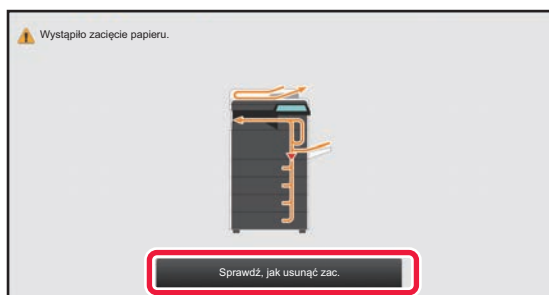 Wystąpiło zacięcie papieru.
Sprawdź, jak usunąć zac.